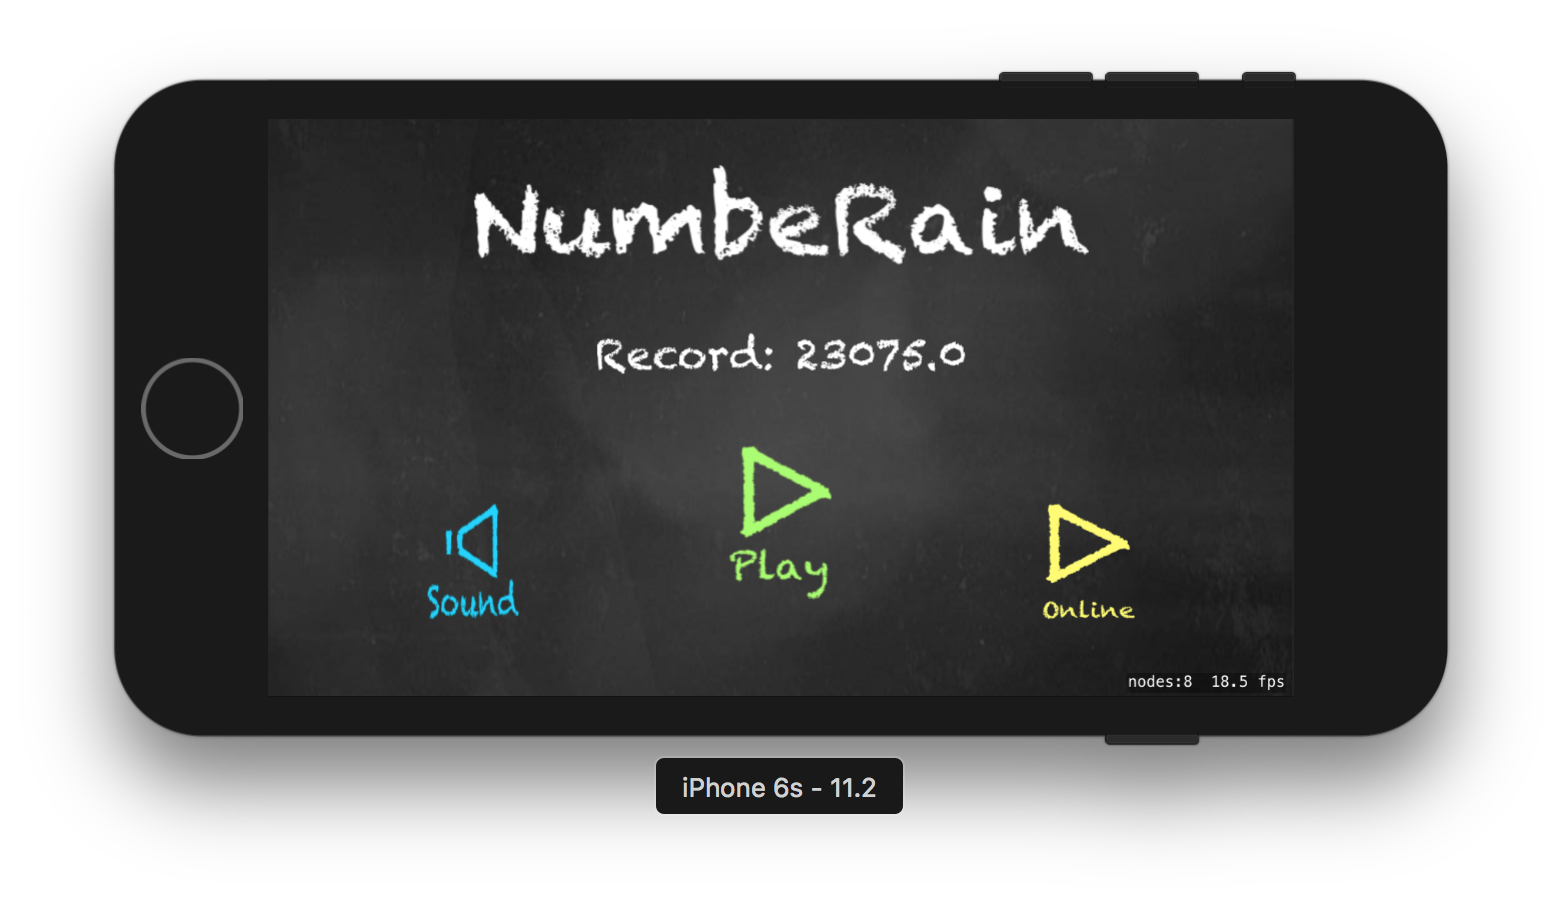 NumbeRain
Record: 23075.0
Play
Sound
Online
nodes:8 18.5 fps
iPhone 6s - 11.2